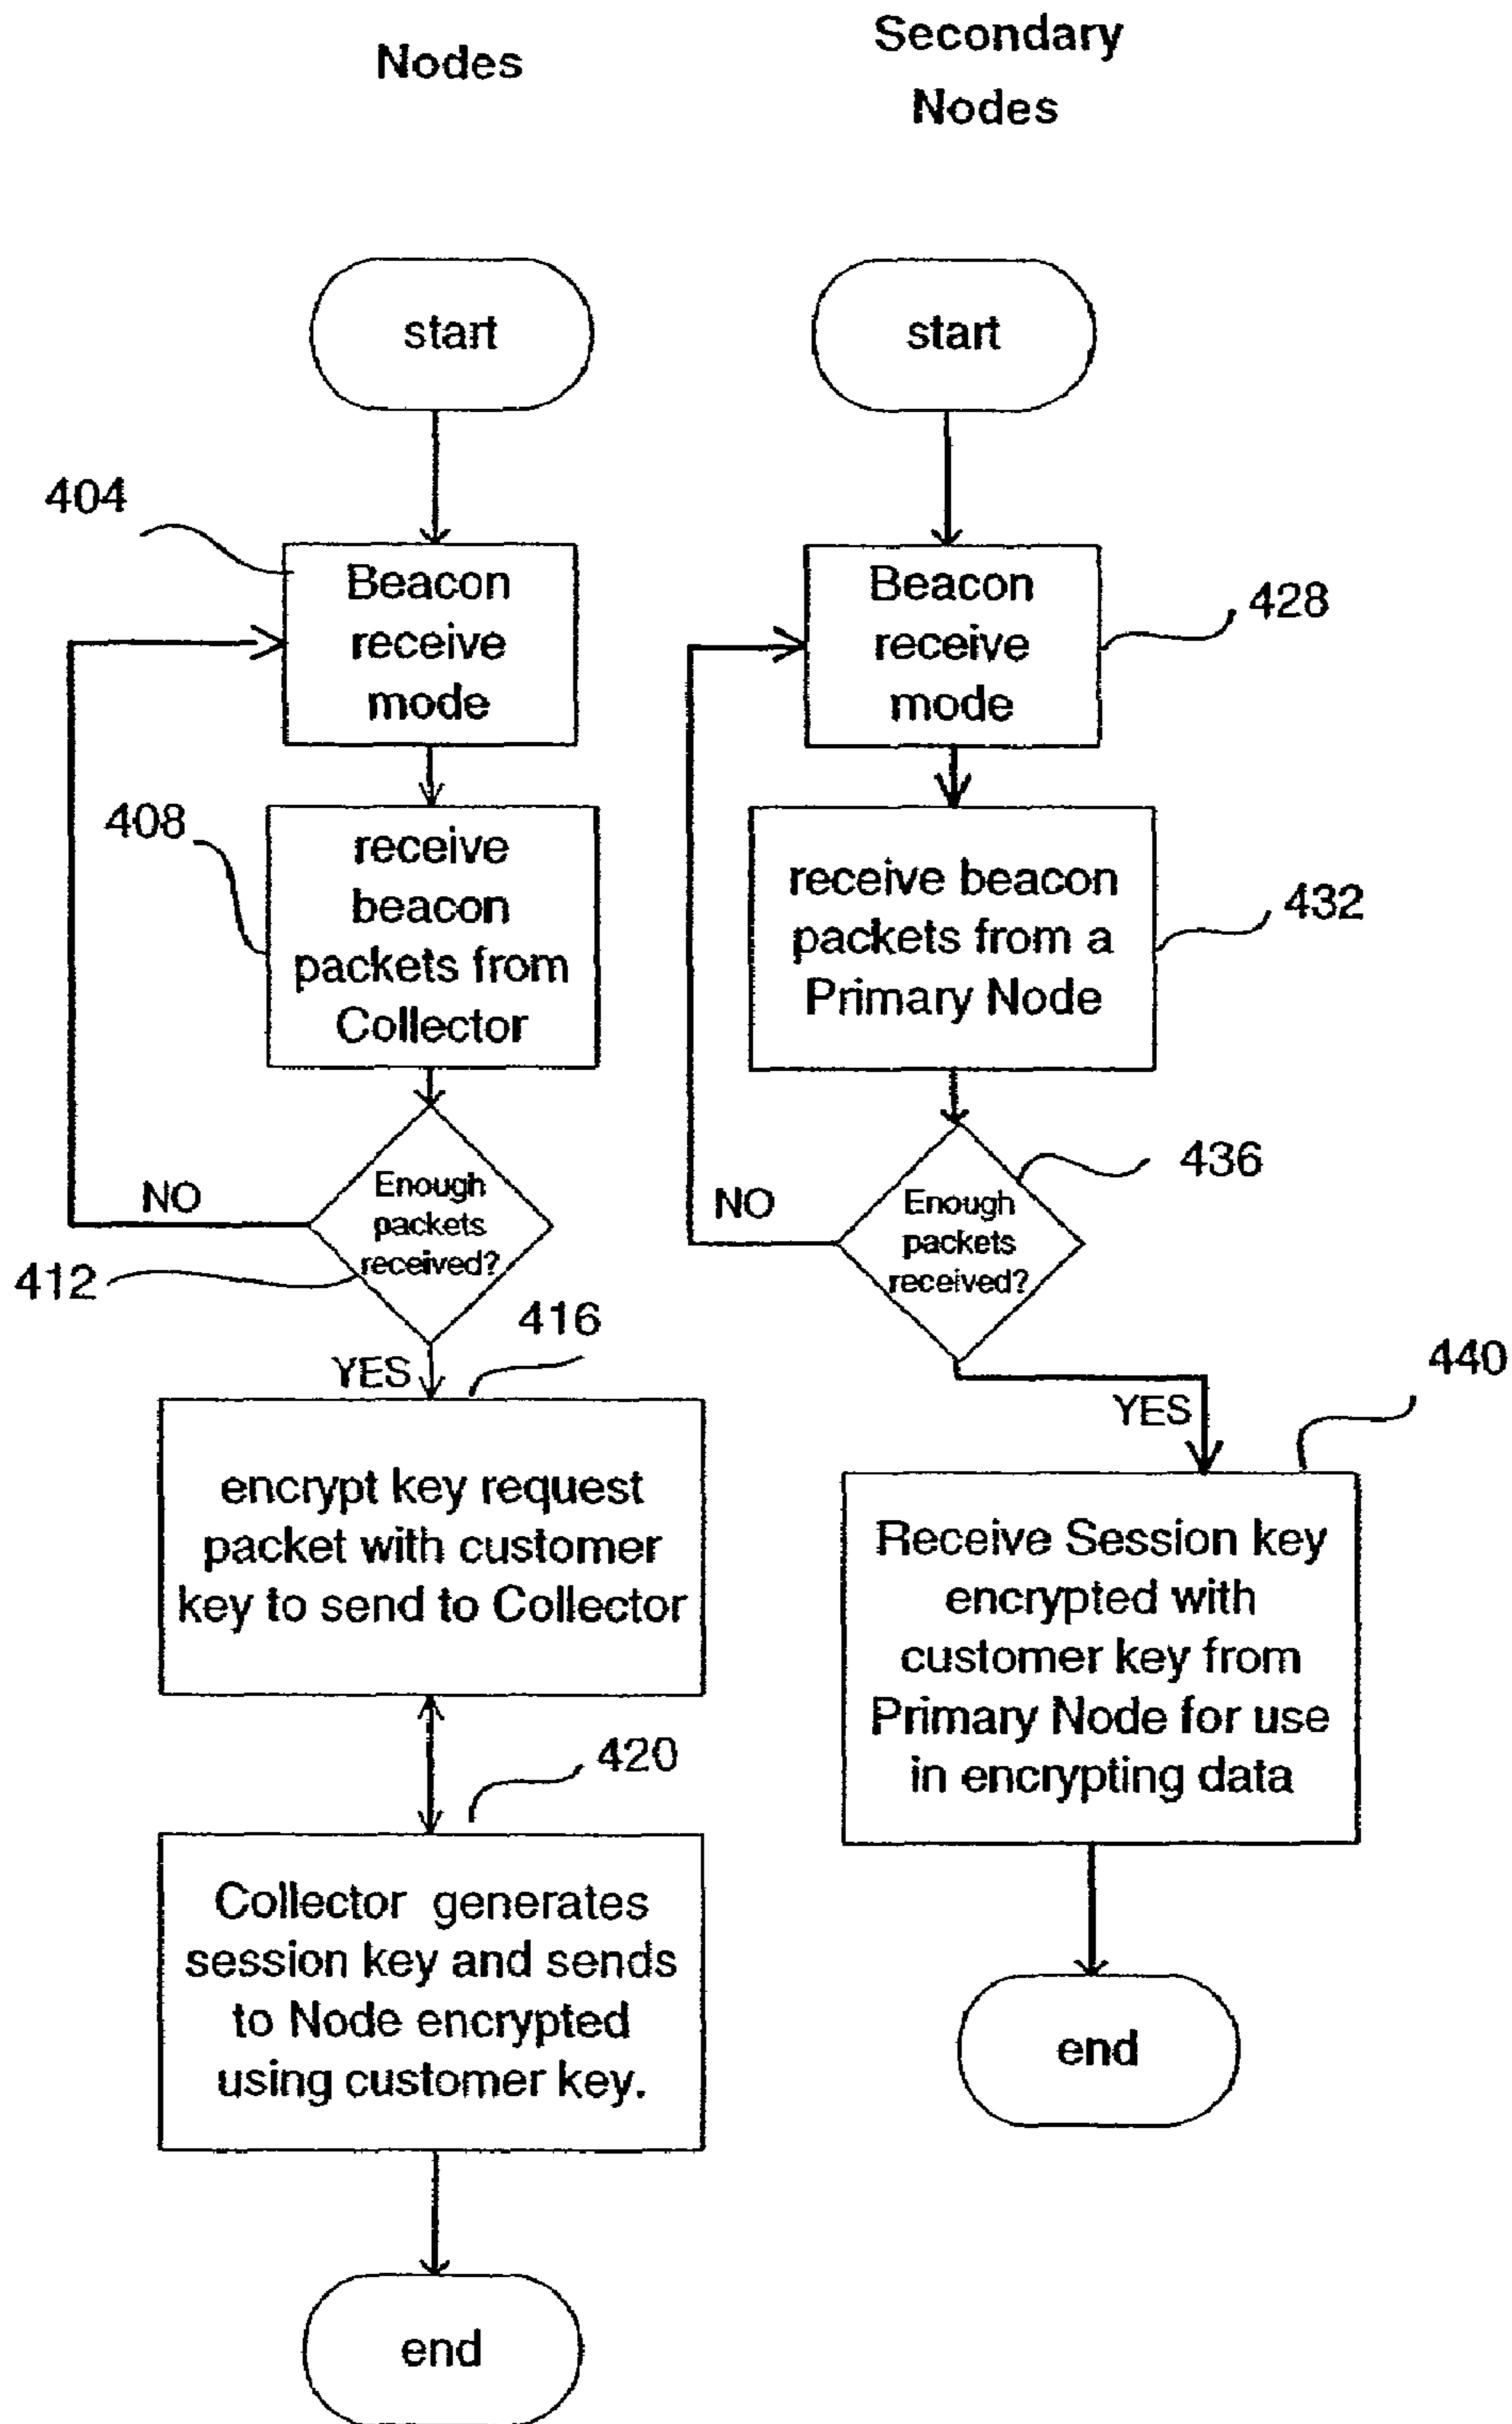 Nodes
Secondary
Nodes
start
start
404
Beacon
receive
mode
Beacon
receive
mode
428
408
receive
beacon
packets from
Collector
receive beacon
packets from a
Primary Node
432
Enough
packets
received?
NO
412
Enough
packets
received?
436
NO
YES
416
YES
440
encrypt key request
packet with customer
key to send to Collector
Receive Session key
encrypted with
customer key from
Primary Node for use
in encrypting data
420
Collector generates
session key and sends
to Node encrypted
using customer key.
end
end